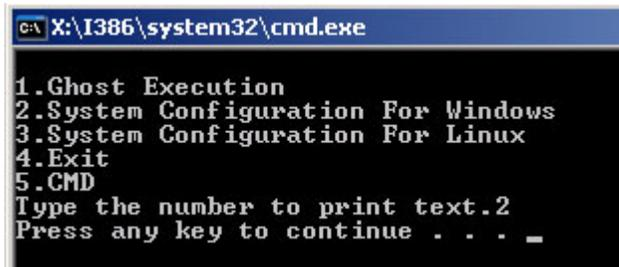 X:\I386\system32\cmd.exe
1.Ghost Execution
2.System Configuration For Windows
3.System Configuration For Linux
4.Exit
5.CMD
Type the number to print text.2
Press any key to continue . . . _